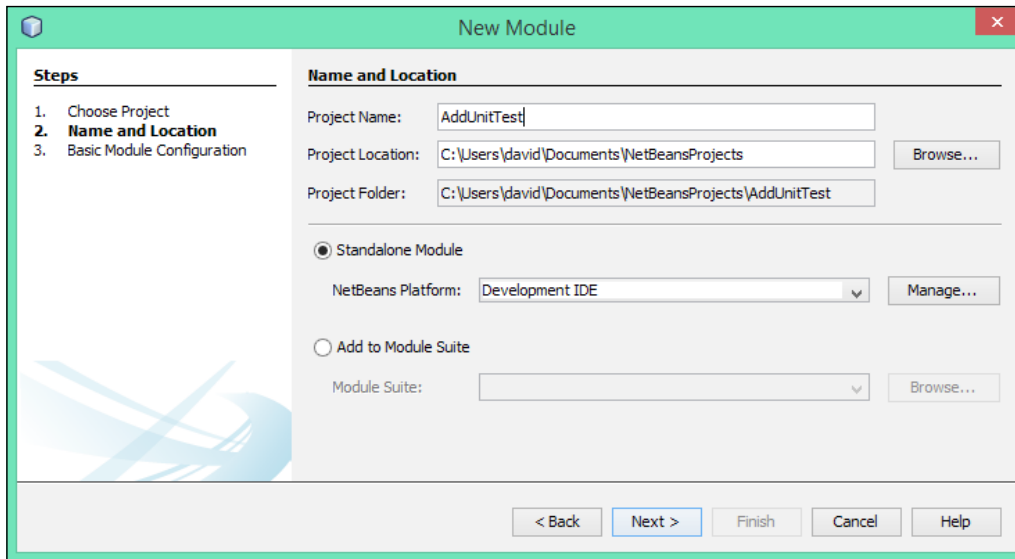 New Module
Steps
1. Choose Project
2. Name and Location
3. Basic Module Configuration
Name and Location
Project Name: AddUnitTest
Project Location: C:\Users\david\Documents\NetBeansProjects Browse...
Project Folder: C:\Users\david\Documents\NetBeansProjects\AddUnitTest
Standalone Module
NetBeans Platform: Development IDE Manage...
Add to Module Suite
Module Suite: Browse...
< Back Next > Finish Cancel Help